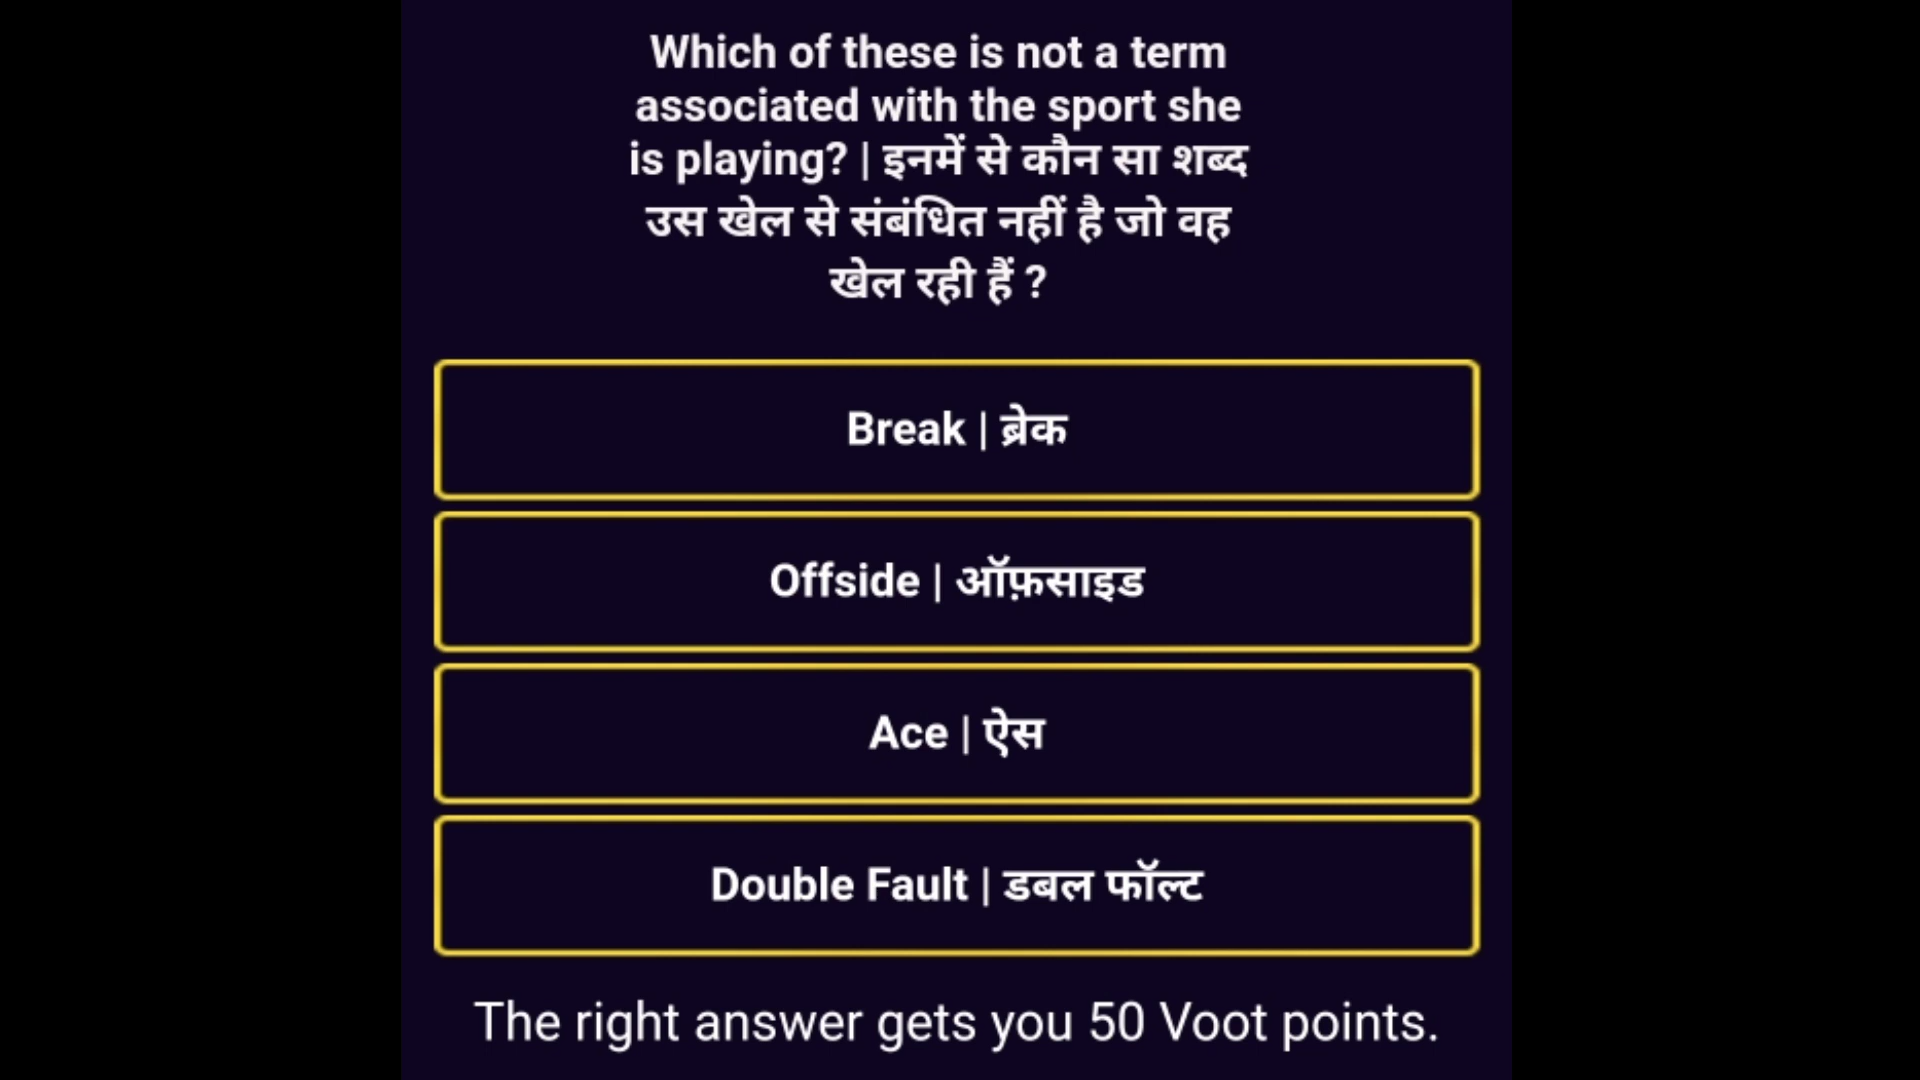 Which of these is not a term
associated with the sport she
is playing? | इनमें से कौन सा शब्द
उस खेल से संबंधित नहीं है जो वह
खेल रही हैं ?
Break | ब्रेक
Offside | ऑफ़साइड
Ace | ऐस
Double Fault | डबल फॉल्ट
The right answer gets you 50 Voot points.